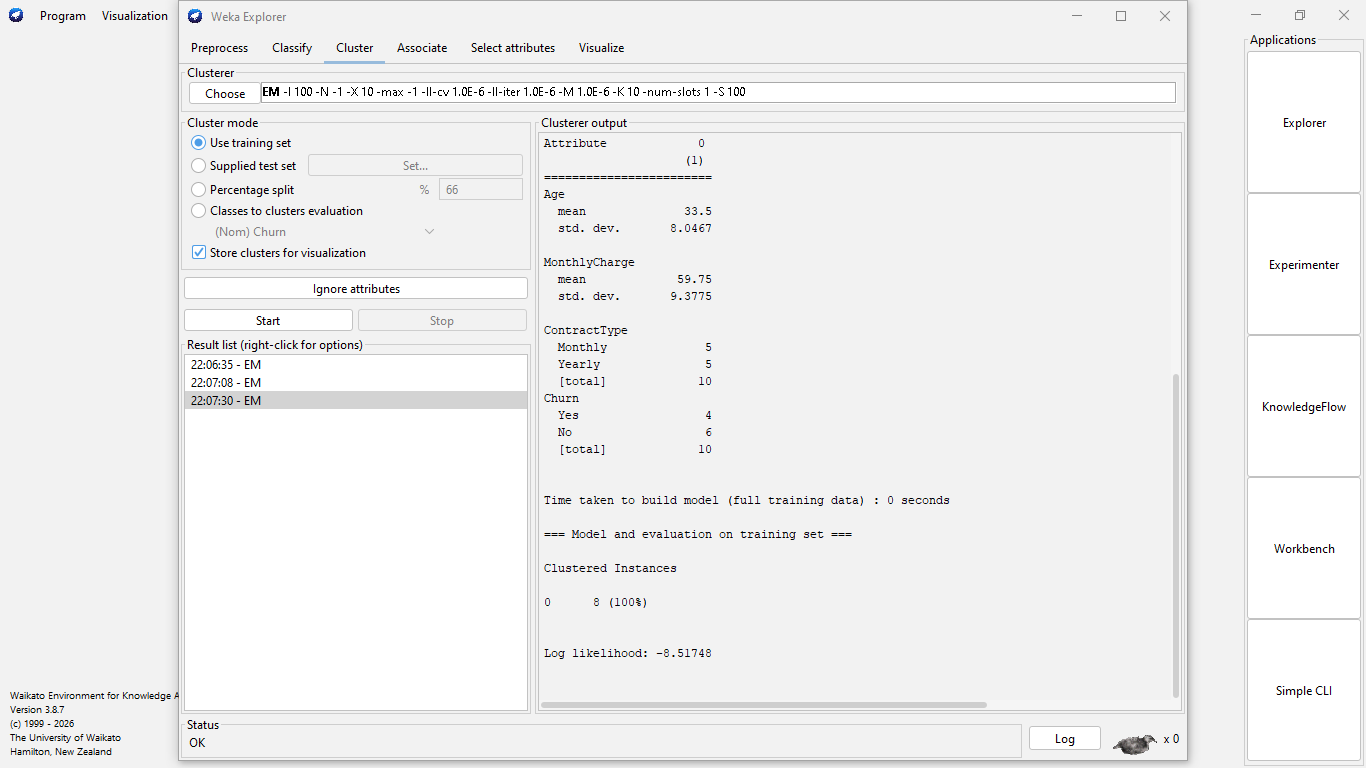 Program Visualization
Weka Explorer
Preprocess Classify Cluster Associate Select attributes Visualize
Clusterer
Choose EM -I 100 -N -1 -X 10 -max -1 -ll-cv 1.0E-6 -ll-iter 1.0E-6 -M 1.0E-6 -K 10 -num-slots 1 -S 100
Cluster mode
Use training set
Supplied test set Set...
Percentage split % 66
Classes to clusters evaluation
(Nom) Churn
Store clusters for visualization
Ignore attributes
Start Stop
Result list (right-click for options)
22:06:35 - EM
22:07:08 - EM
22:07:30 - EM
Clusterer output
Attribute 0
(1)
========================
Age
mean 33.5
std. dev. 8.0467
MonthlyCharge
mean 59.75
std. dev. 9.3775
ContractType
Monthly 5
Yearly 5
[total] 10
Churn
Yes 4
No 6
[total] 10
Time taken to build model (full training data) : 0 seconds
=== Model and evaluation on training set ===
Clustered Instances
0 8 (100%)
Log likelihood: -8.51748
Status
OK
Log x 0
Applications
Explorer
Experimenter
KnowledgeFlow
Workbench
Simple CLI
Waikato Environment for Knowledge A
Version 3.8.7
(c) 1999 - 2026
The University of Waikato
Hamilton, New Zealand